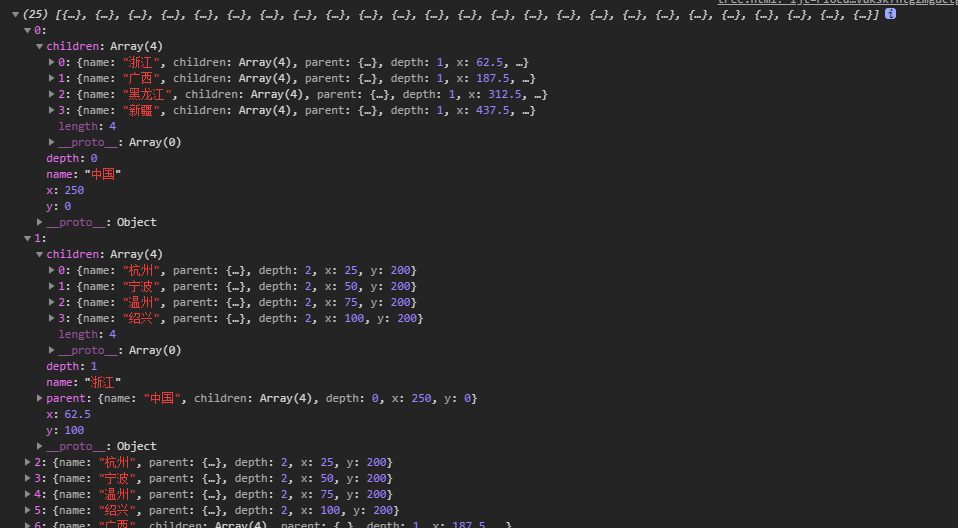 (25) [{…}, {…}, {…}, {…}, {…}, {…}, {…}, {…}, {…}, {…}, {…}, {…}, {…}, {…}, {…}, {…}, {…}, {…}, {…}, {…}, {…}, {…}, {…}, {…}, {…}]
0:
children: Array(4)
0: {name: "浙江", children: Array(4), parent: {…}, depth: 1, x: 62.5, …}
1: {name: "广西", children: Array(4), parent: {…}, depth: 1, x: 187.5, …}
2: {name: "黑龙江", children: Array(4), parent: {…}, depth: 1, x: 312.5, …}
3: {name: "新疆", children: Array(4), parent: {…}, depth: 1, x: 437.5, …}
length: 4
__proto__: Array(0)
depth: 0
name: "中国"
x: 250
y: 0
__proto__: Object
1:
children: Array(4)
0: {name: "杭州", parent: {…}, depth: 2, x: 25, y: 200}
1: {name: "宁波", parent: {…}, depth: 2, x: 50, y: 200}
2: {name: "温州", parent: {…}, depth: 2, x: 75, y: 200}
3: {name: "绍兴", parent: {…}, depth: 2, x: 100, y: 200}
length: 4
__proto__: Array(0)
depth: 1
name: "浙江"
parent: {name: "中国", children: Array(4), depth: 0, x: 250, y: 0}
x: 62.5
y: 100
__proto__: Object
2: {name: "杭州", parent: {…}, depth: 2, x: 25, y: 200}
3: {name: "宁波", parent: {…}, depth: 2, x: 50, y: 200}
4: {name: "温州", parent: {…}, depth: 2, x: 75, y: 200}
5: {name: "绍兴", parent: {…}, depth: 2, x: 100, y: 200}
6: {name: "广西", children: Array(4), parent: {…}, depth: 1, x: 187.5, …}